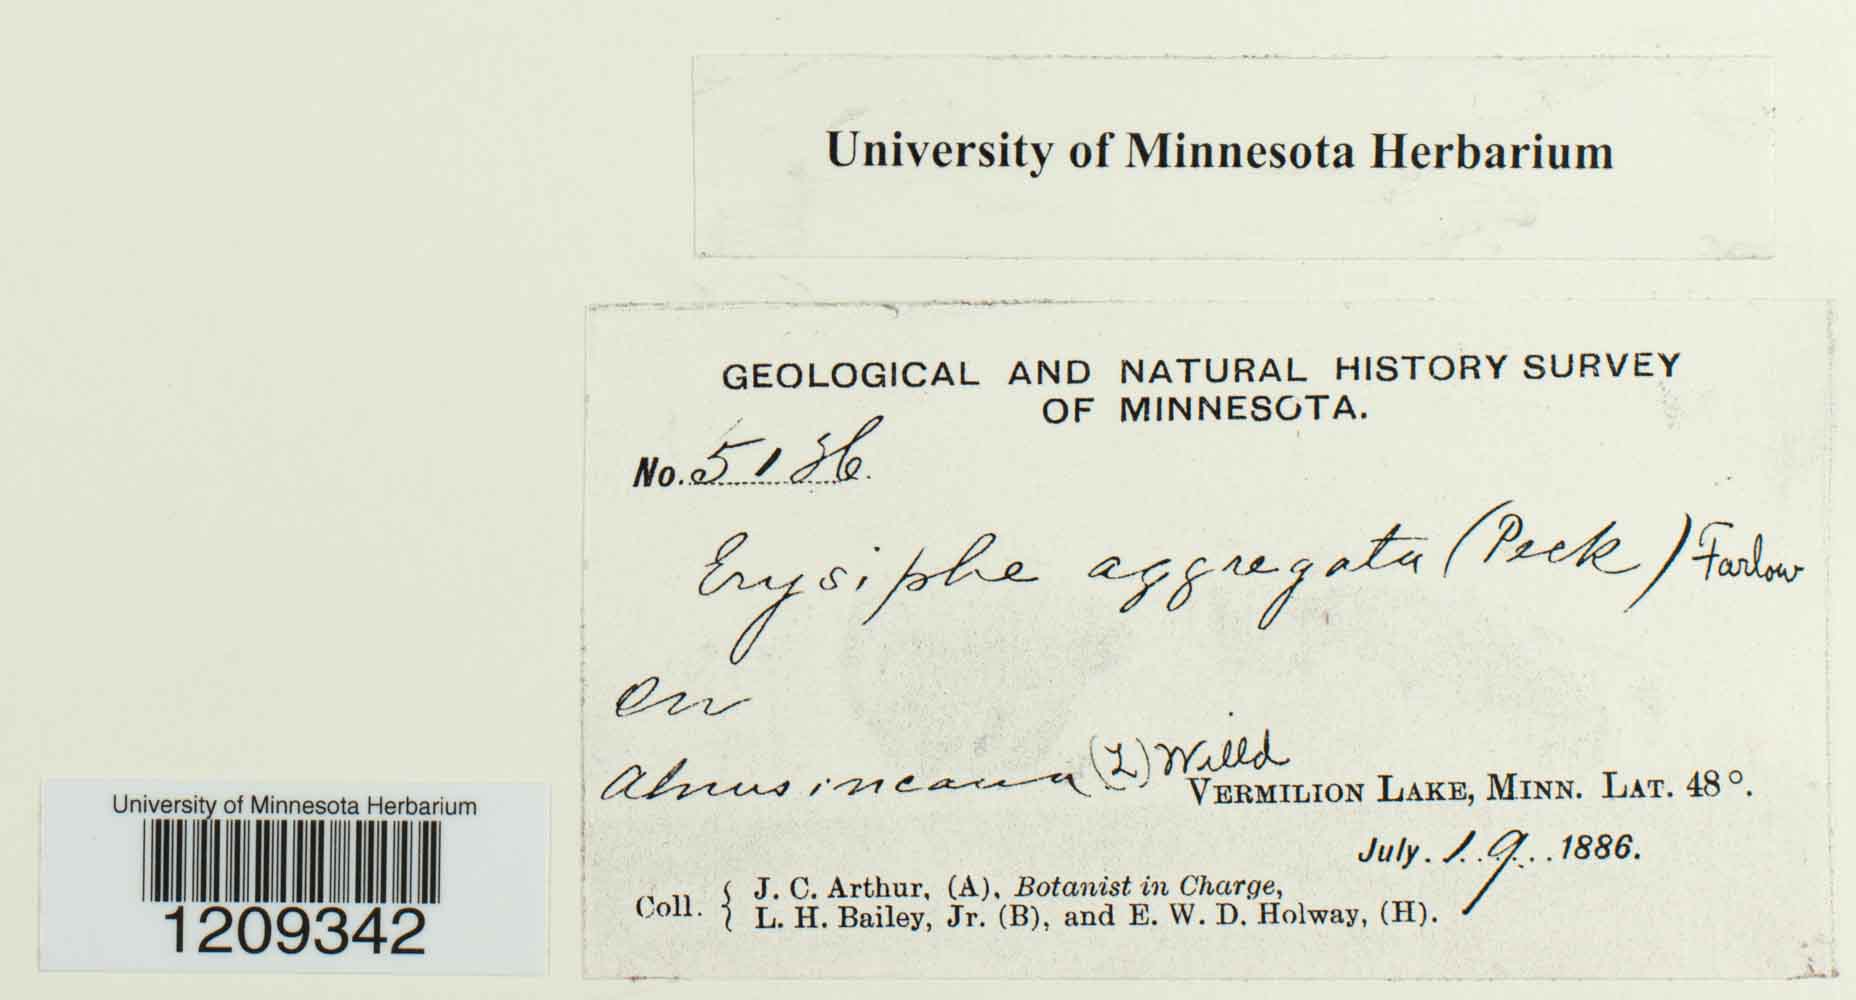 University of Minnesota Herbarium
GEOLOGICAL AND NATURAL HISTORY SURVEY
OF MINNESOTA.
No. 5136.
Erysiphe aggregata (Peck) Farlow
on
Alnus incana (L) Willd
VERMILION LAKE, MINN. LAT. 48°.
July. 19. 1886.
Coll. { J. C. Arthur, (A), Botanist in Charge,
L. H. Bailey, Jr. (B), and E. W. D. Holway, (H).
University of Minnesota Herbarium
1209342